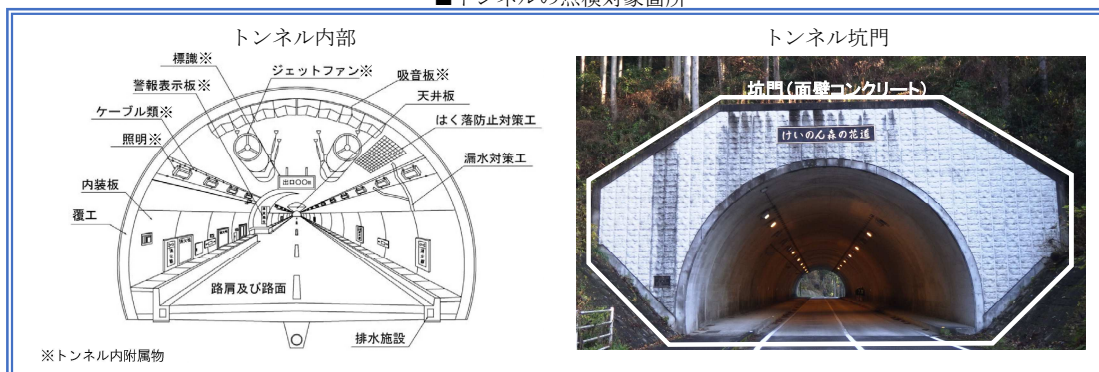 ■トンネルの点検対象箇所
トンネル内部
標識※
ジェットファン※
吸音板※
警報表示板※
天井板
ケーブル類※
はく落防止対策工
照明※
漏水対策工
内装板
覆工
出口〇〇m
路肩及び路面
排水施設
※トンネル内附属物
トンネル坑門
坑門(面壁コンクリート)
けいのん森の花道